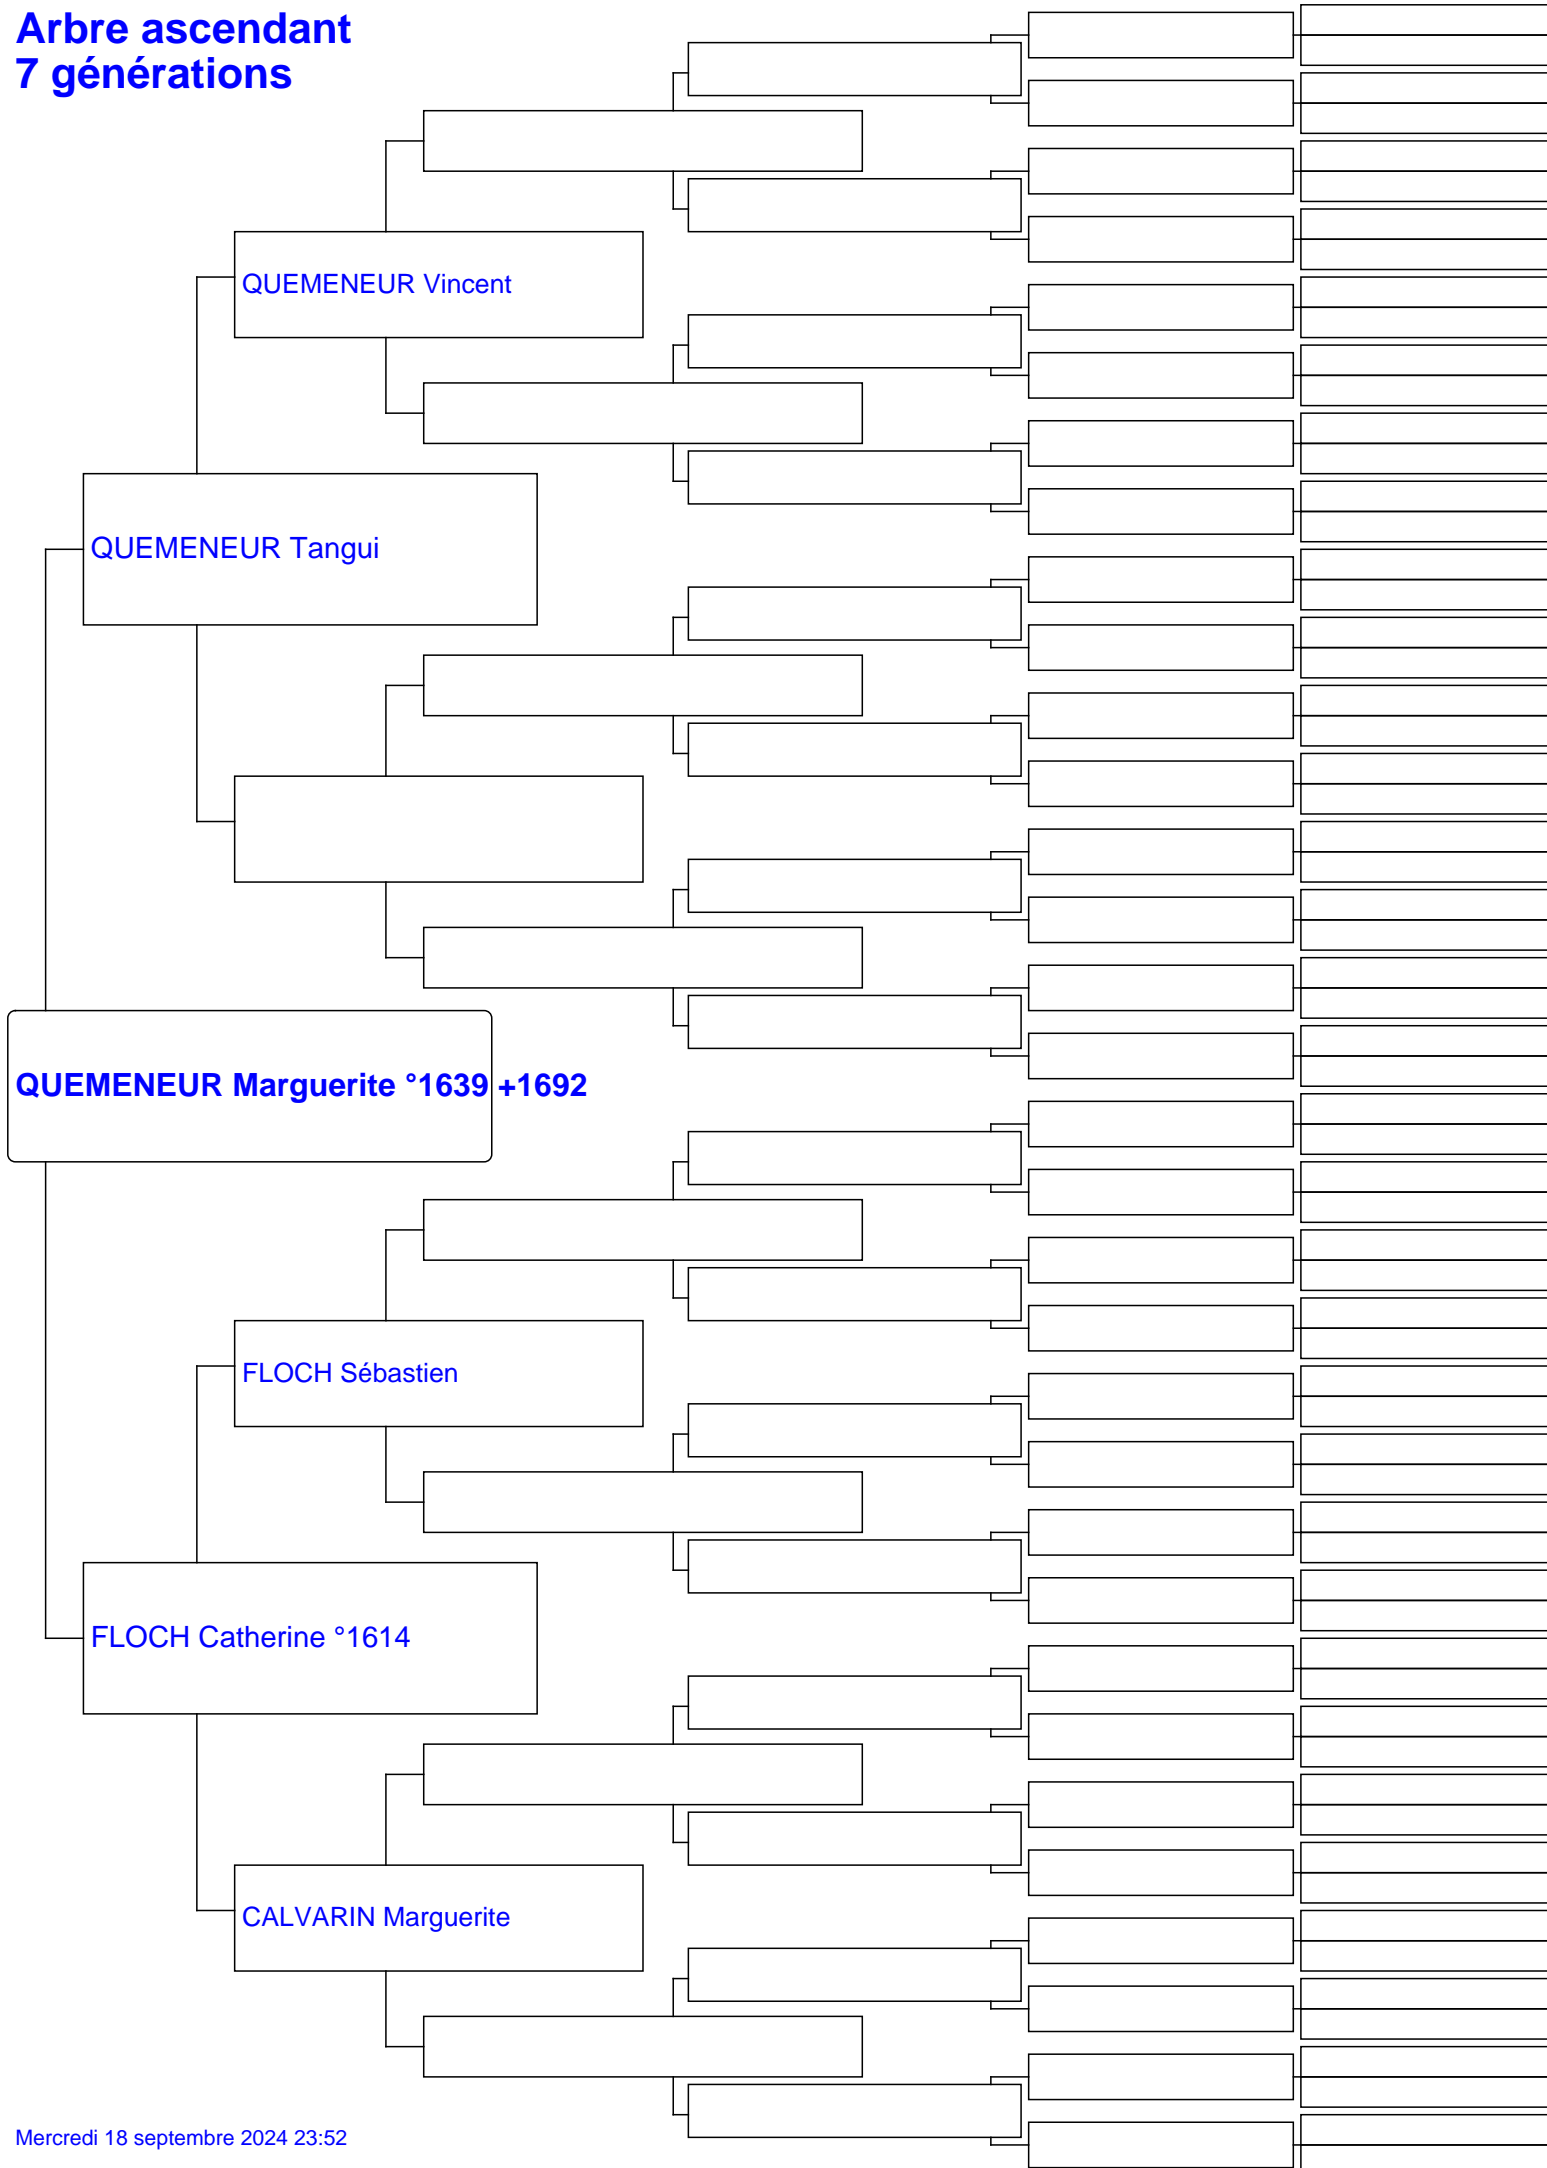 Arbre ascendant
7 générations
QUEMENEUR Vincent
QUEMENEUR Tangui
QUEMENEUR Marguerite °1639 +1692
FLOCH Sébastien
FLOCH Catherine °1614
CALVARIN Marguerite
Mercredi 18 septembre 2024 23:52